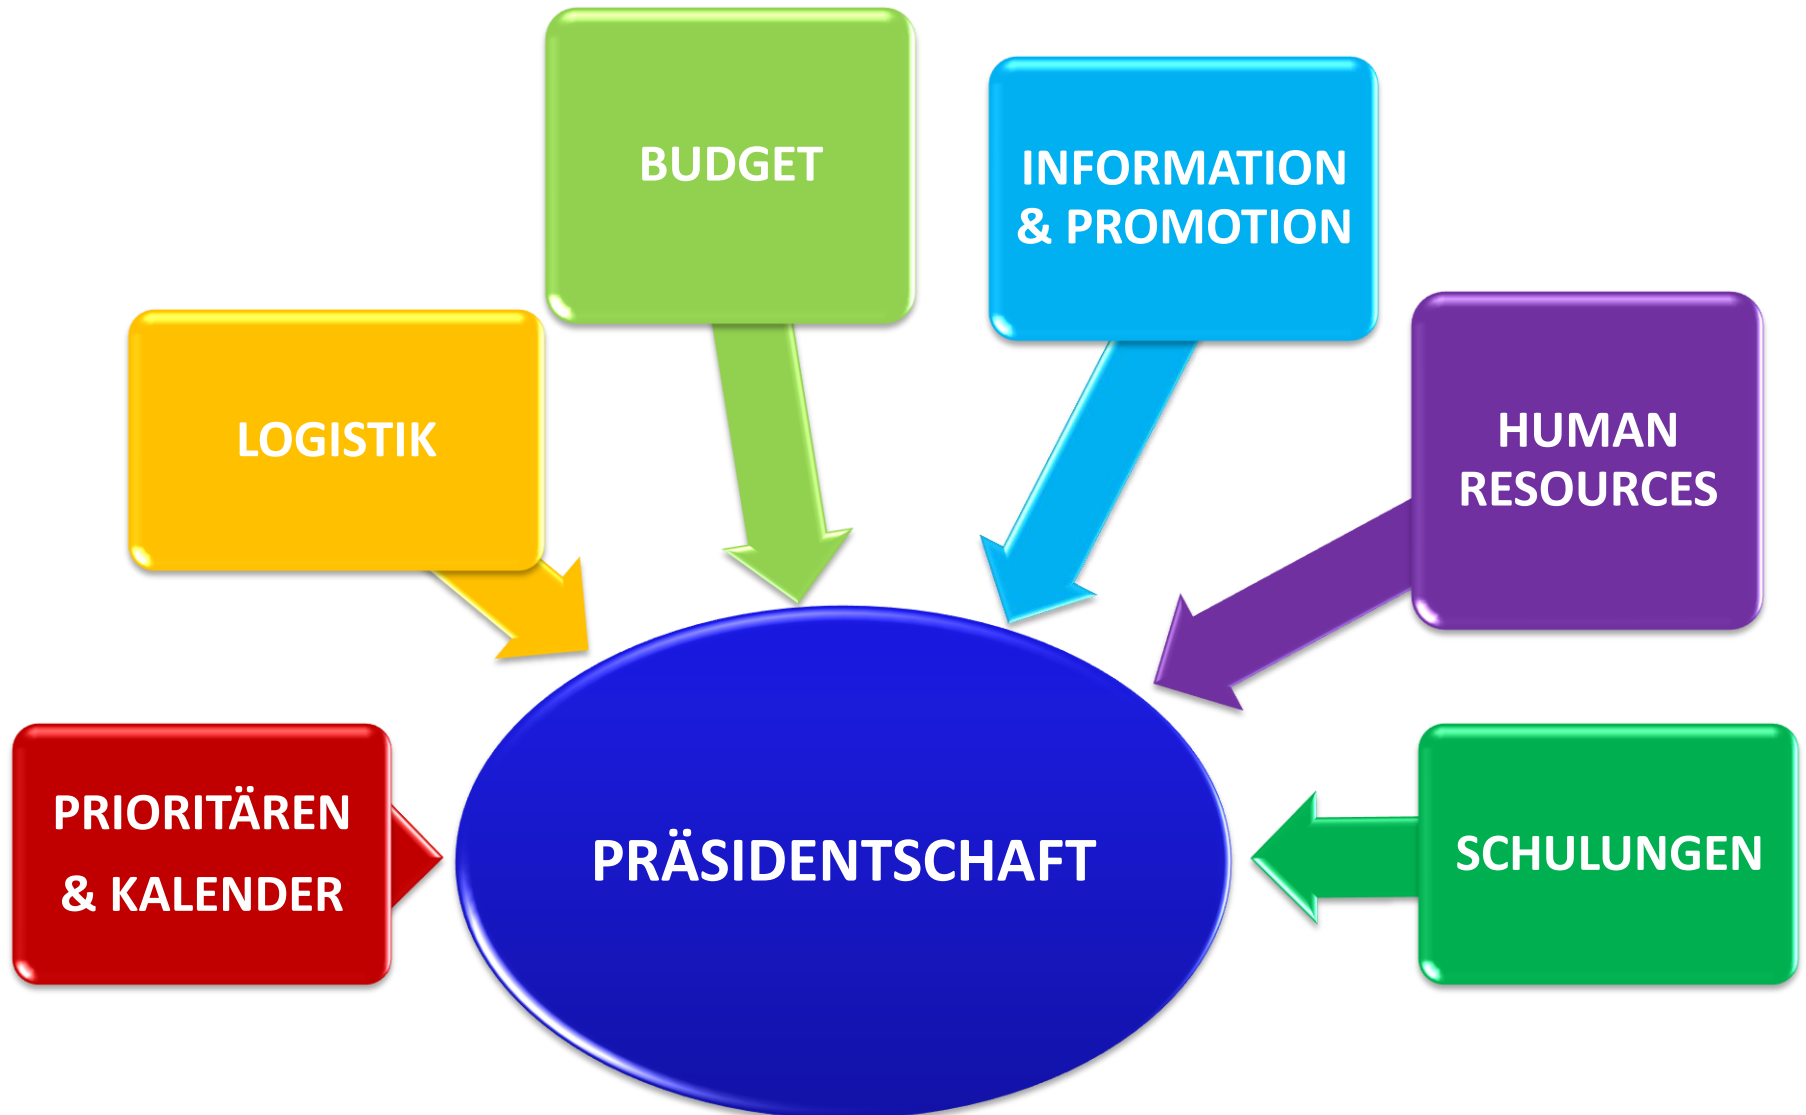 BUDGET
INFORMATION
& PROMOTION
LOGISTIK
HUMAN
RESOURCES
PRIORITÄREN
& KALENDER
PRÄSIDENTSCHAFT
SCHULUNGEN